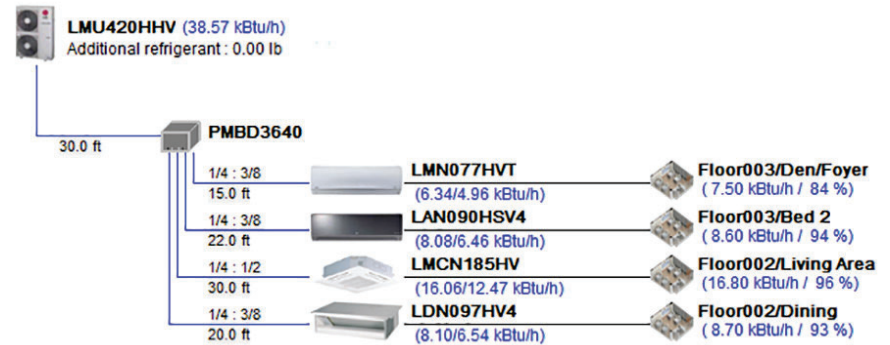 LMU420HHV (38.57 kBtu/h)
Additional refrigerant : 0.00 lb
PMBD3640
30.0 ft
1/4 : 3/8 LMN077HVT Floor003/Den/Foyer
15.0 ft (6.34/4.96 kBtu/h) ( 7.50 kBtu/h / 84 %)
1/4 : 3/8 LAN090HSV4 Floor003/Bed 2
22.0 ft (8.08/6.46 kBtu/h) ( 8.60 kBtu/h / 94 %)
1/4 : 1/2 LMCN185HV Floor002/Living Area
30.0 ft (16.06/12.47 kBtu/h) (16.80 kBtu/h / 96 %)
1/4 : 3/8 LDN097HV4 Floor002/Dining
20.0 ft (8.10/6.54 kBtu/h) ( 8.70 kBtu/h / 93 %)